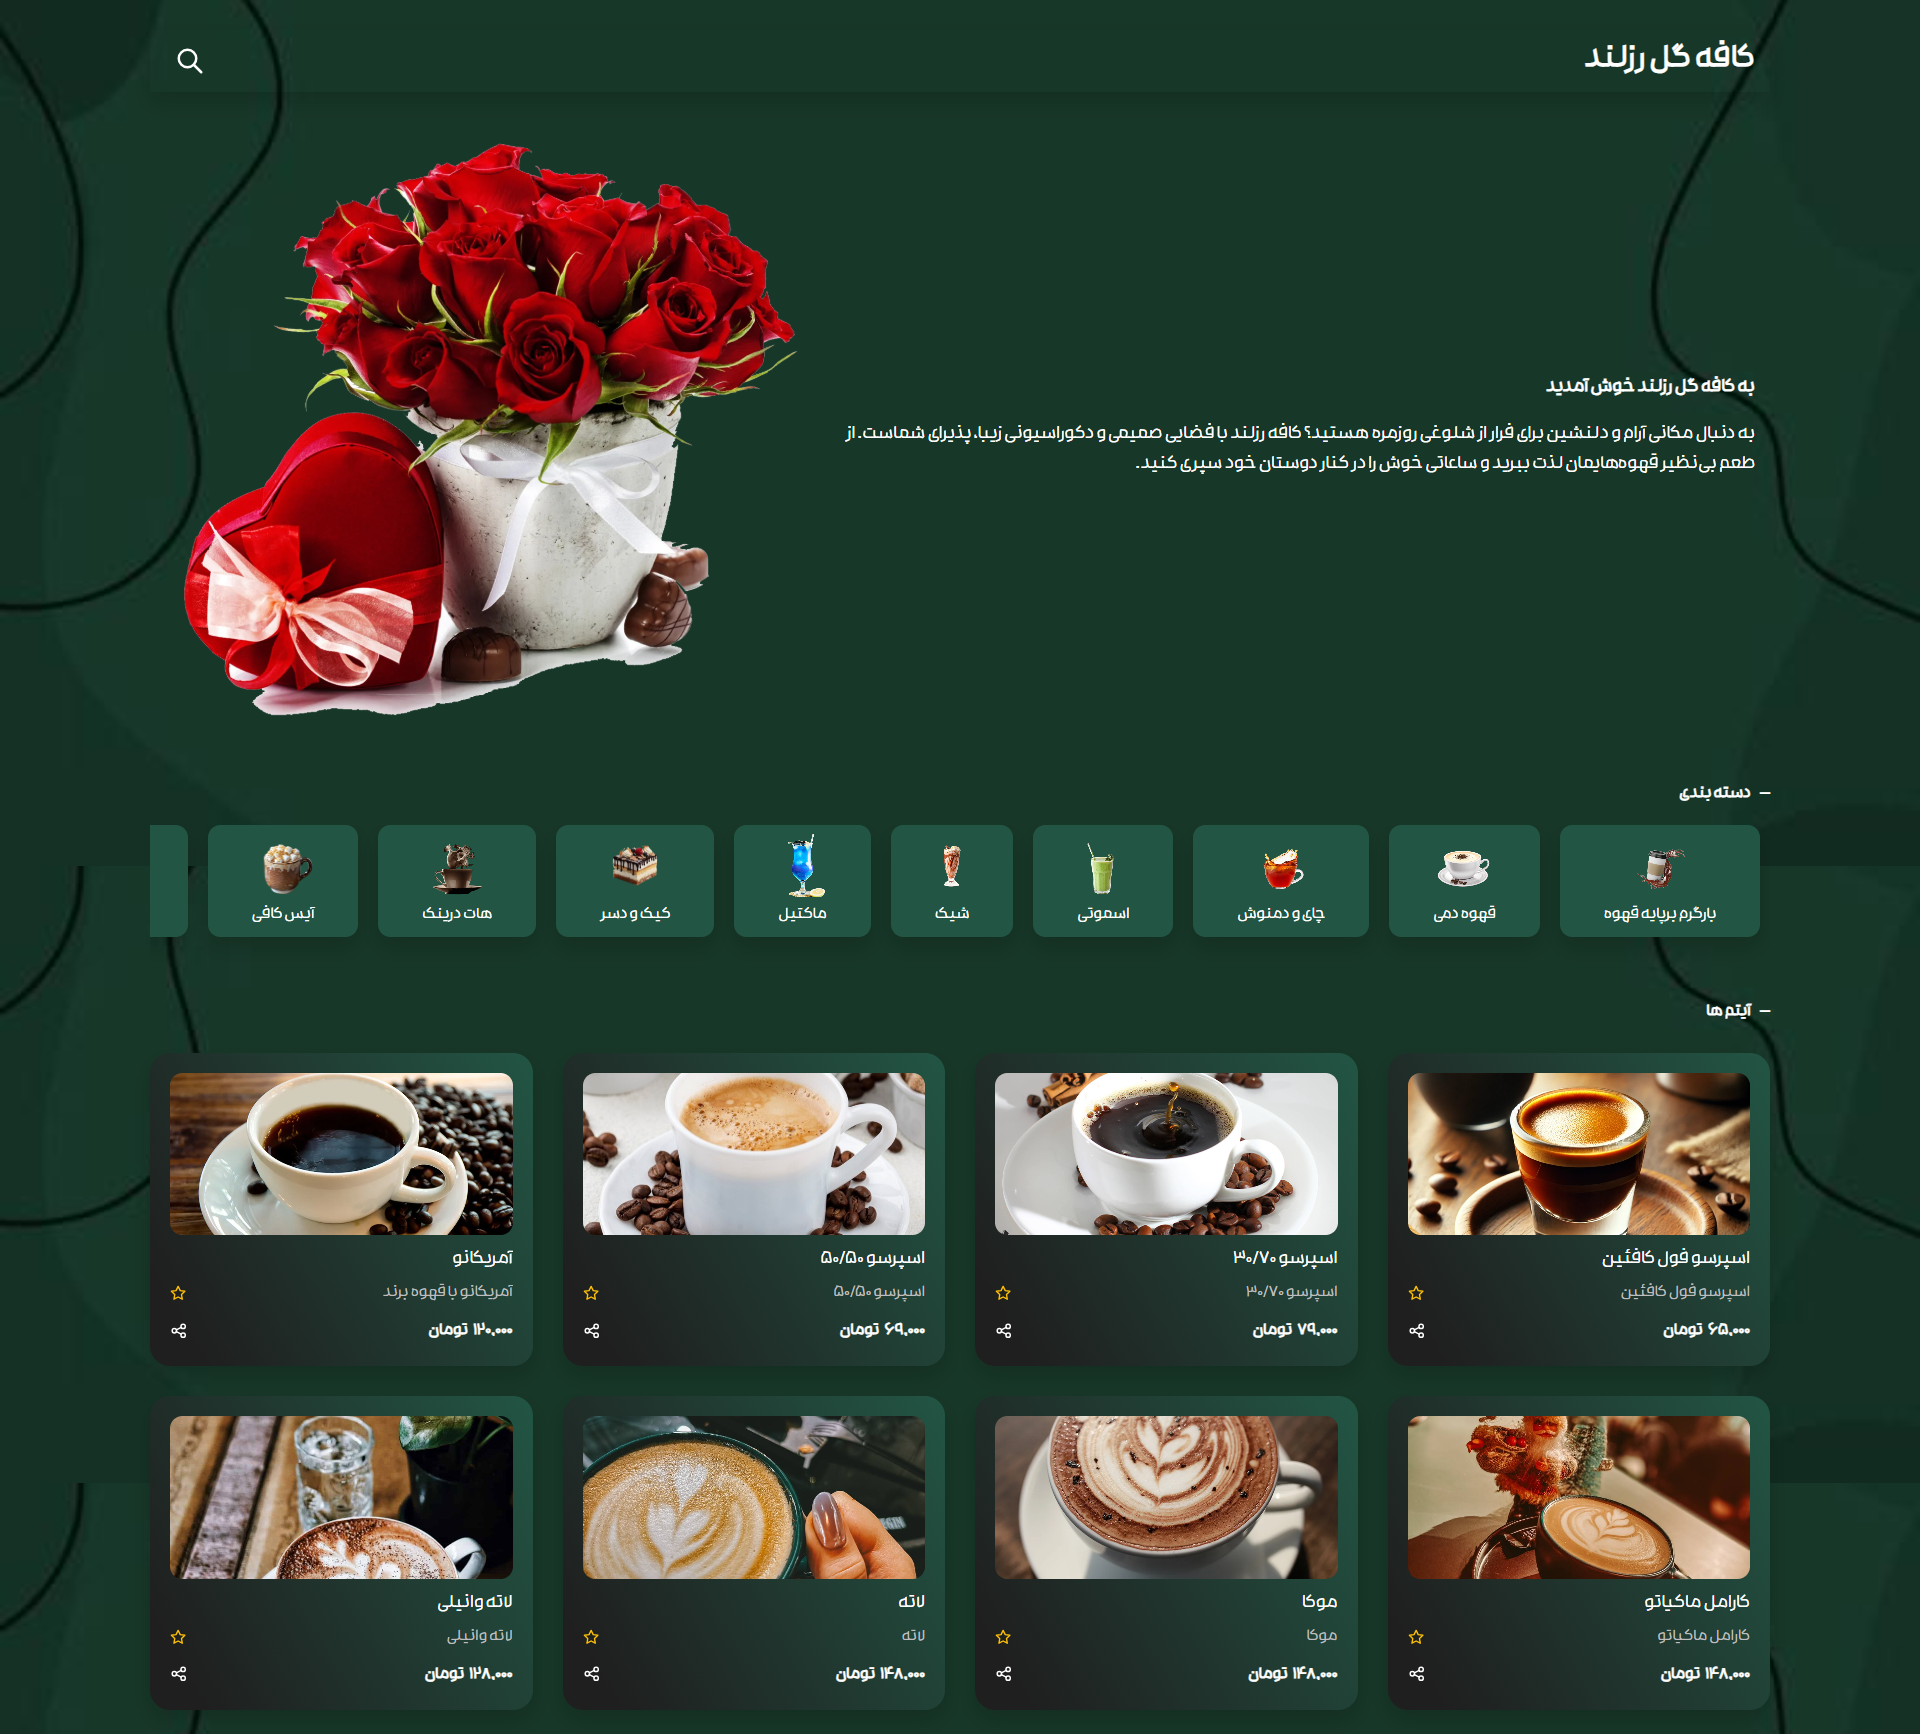 کافه گل رزلند
به کافه گل رزلند خوش آمدید
به دنبال مکانی آرام و دلنشین برای فرار از شلوغی روزمره هستید؟ کافه رزلند با فضایی صمیمی و دکوراسیونی زیبا، پذیرای شماست. از
طعم بی‌نظیر قهوه‌هایمان لذت ببرید و ساعاتی خوش را در کنار دوستان خود سپری کنید.
دسته بندی
بارگرم برپایه قهوه
قهوه دمی
چای و دمنوش
اسموتی
شیک
ماکتیل
کیک و دسر
هات درینک
آیس کافی
آیتم ها
اسپرسو فول کافئین
اسپرسو فول کافئین
۶۵,۰۰۰ تومان
اسپرسو ۳۰/۷۰
اسپرسو ۳۰/۷۰
۷۹,۰۰۰ تومان
اسپرسو ۵۰/۵۰
اسپرسو ۵۰/۵۰
۶۹,۰۰۰ تومان
آمریکانو
آمریکانو با قهوه برند
۱۲۰,۰۰۰ تومان
کارامل ماکیاتو
کارامل ماکیاتو
۱۴۸,۰۰۰ تومان
موکا
موکا
۱۴۸,۰۰۰ تومان
لاته
لاته
۱۴۸,۰۰۰ تومان
لاته وانیلی
لاته وانیلی
۱۲۸,۰۰۰ تومان